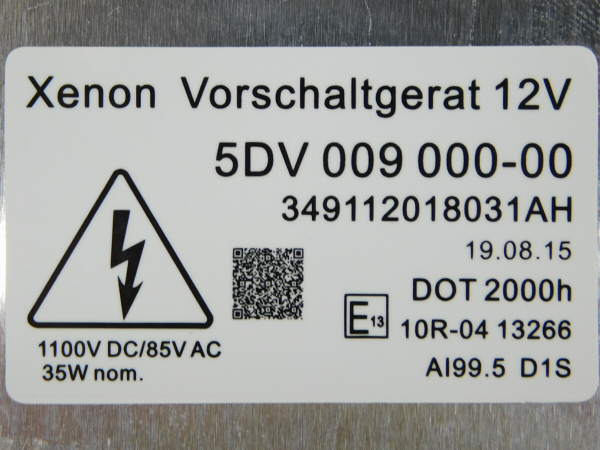 Xenon Vorschaltgerat 12V
5DV 009 000-00
349112018031AH
19.08.15
DOT 2000h
E13
10R-04 13266
1100V DC/85V AC
35W nom.
AI99.5 D1S